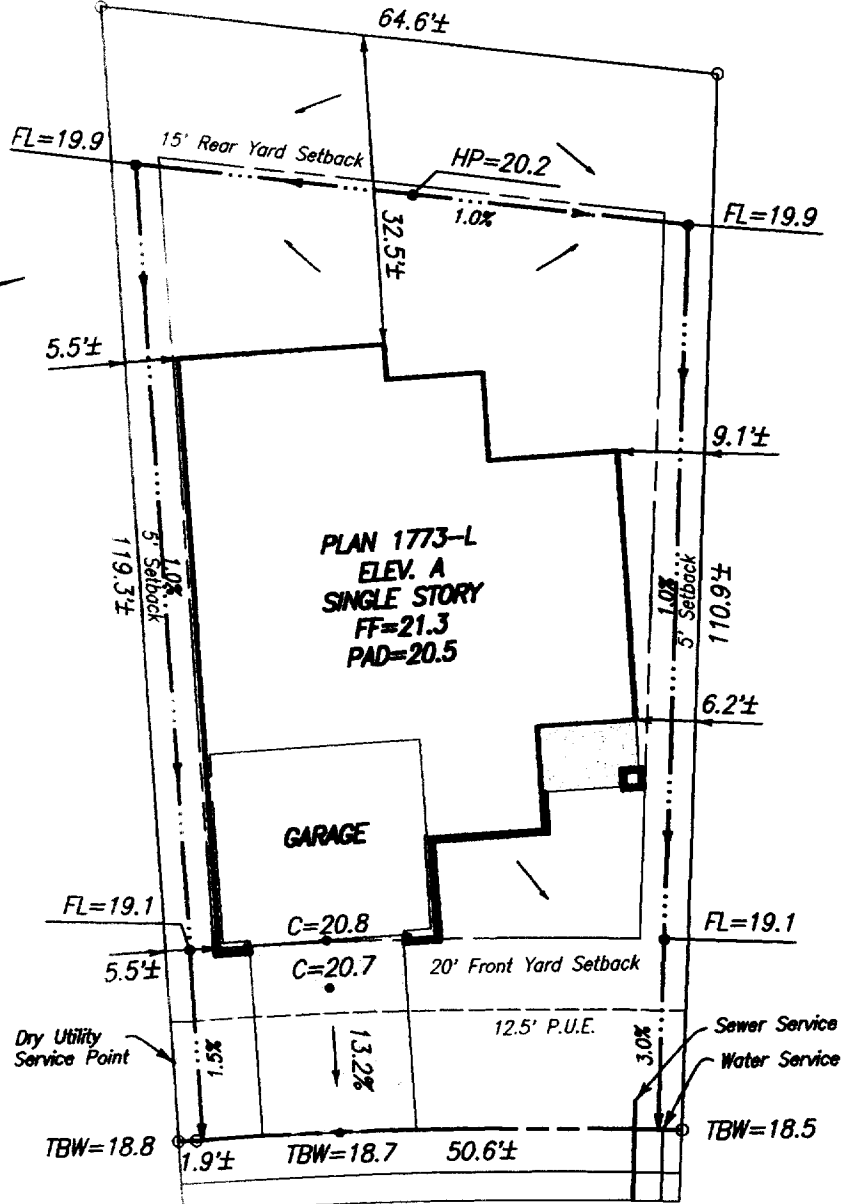 64.6'±
FL=19.9
15' Rear Yard Setback
HP=20.2
1.0%
FL=19.9
32.5'±
5.5'±
9.1'±
119.3'±
5' Setback
1.0%
PLAN 1773-L
ELEV. A
SINGLE STORY
FF=21.3
PAD=20.5
1.0%
5' Setback
110.9'±
6.2'±
GARAGE
FL=19.1
C=20.8
FL=19.1
5.5'±
C=20.7
20' Front Yard Setback
Dry Utility
Service Point
1.5%
13.2%
12.5' P.U.E.
3.0%
Sewer Service
Water Service
TBW=18.8
1.9'±
TBW=18.7
50.6'±
TBW=18.5